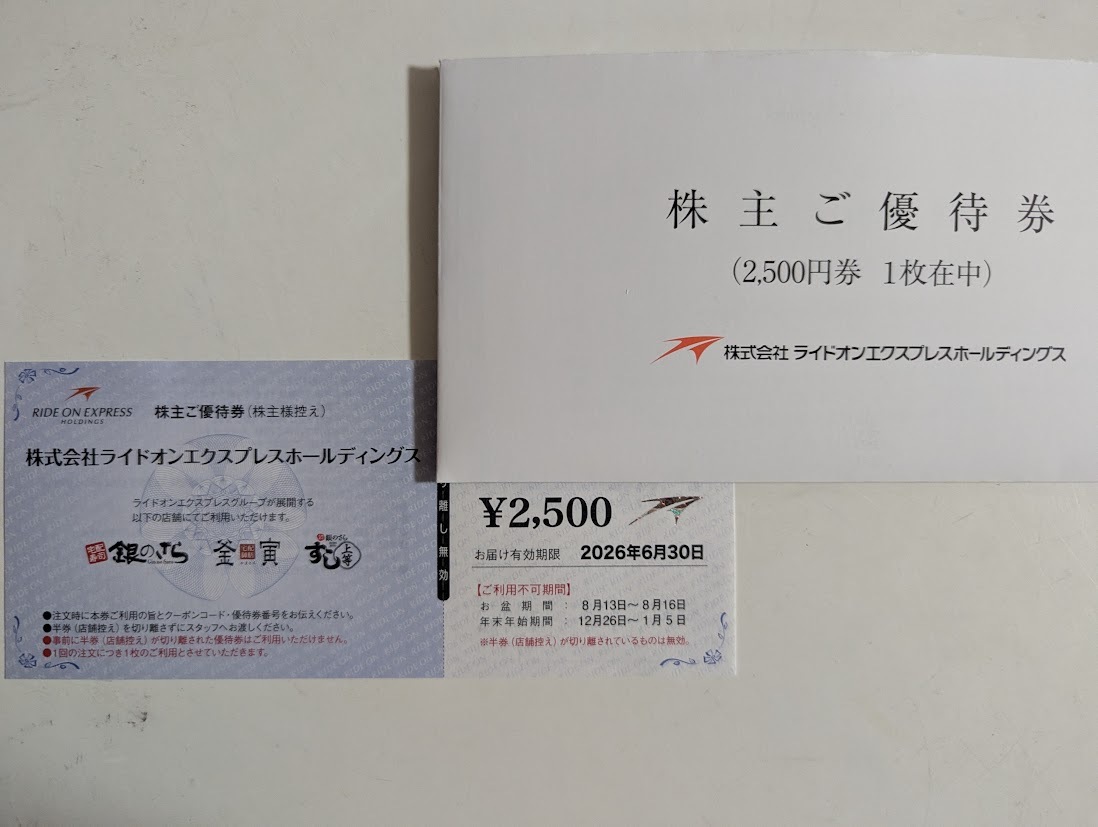 株主ご優待券
(2,500円券 1枚在中)
株式会社 ライドオンエクスプレスホールディングス
RIDE ON EXPRESS
HOLDINGS
株主ご優待券(株主様控え)
株式会社ライドオンエクスプレスホールディングス
ライドオンエクスプレスグループが展開する
以下の店舗にてご利用いただけます。
宅配寿司 銀のさら 釜寅 すし上等
●注文時に本券ご利用の旨とクーポンコード・優待券番号をお伝えください。
●半券(店舗控え)を切り離さずにスタッフへお渡しください。
●事前に半券(店舗控え)が切り離された優待券はご利用いただけません。
●1回の注文につき1枚のご利用とさせていただきます。
離し無効
¥2,500
お届け有効期限 2026年6月30日
【ご利用不可期間】
お盆期間 : 8月13日~8月16日
年末年始期間 : 12月26日~1月5日
※半券(店舗控え)が切り離されているものは無効。